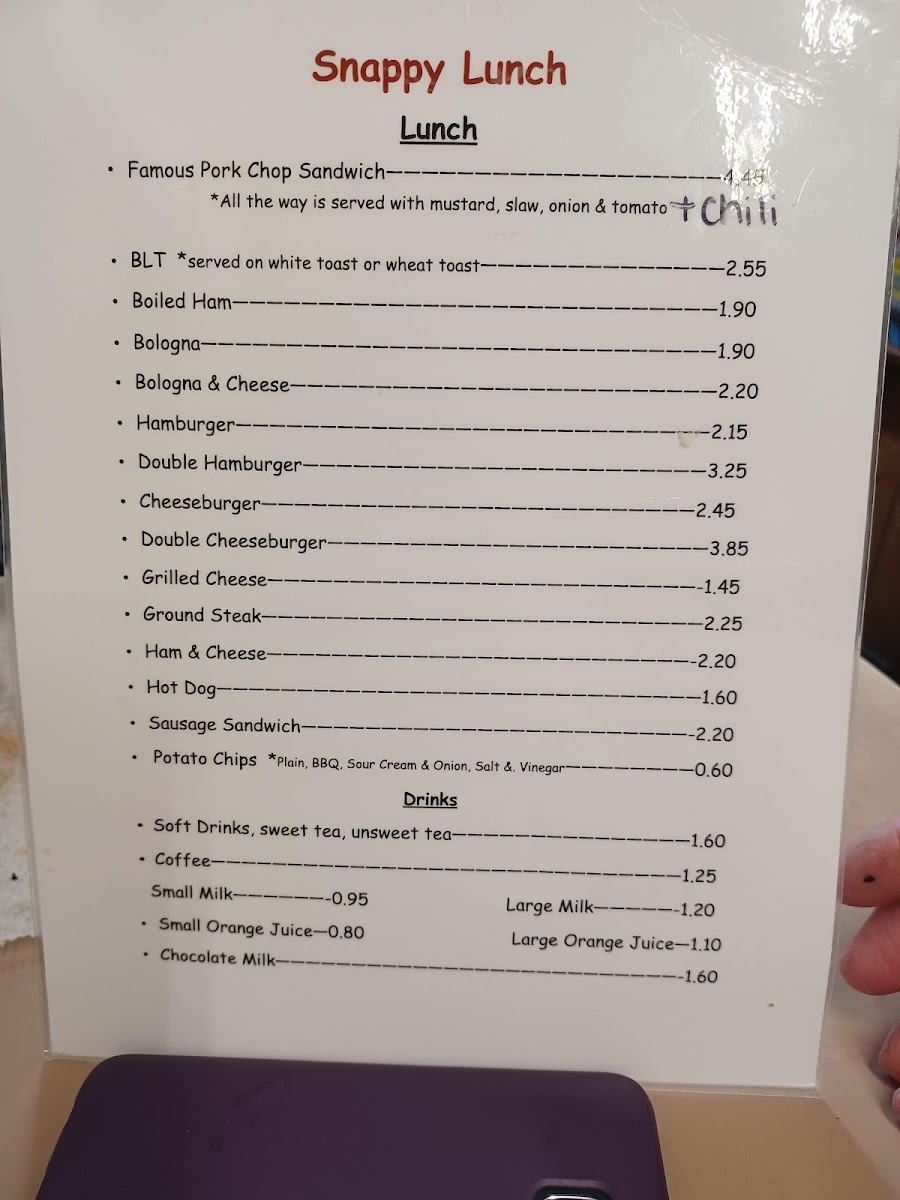 Snappy Lunch
Lunch
• Famous Pork Chop Sandwich————————————————————4.45
*All the way is served with mustard, slaw, onion & tomato + Chili
• BLT *served on white toast or wheat toast———————————————2.55
• Boiled Ham——————————————————————————————1.90
• Bologna————————————————————————————————1.90
• Bologna & Cheese——————————————————————————2.20
• Hamburger—————————————————————————————2.15
• Double Hamburger—————————————————————————3.25
• Cheeseburger———————————————————————————2.45
• Double Cheeseburger————————————————————————3.85
• Grilled Cheese——————————————————————————-1.45
• Ground Steak———————————————————————————2.25
• Ham & Cheese——————————————————————————-2.20
• Hot Dog——————————————————————————————1.60
• Sausage Sandwich————————————————————————-2.20
• Potato Chips *Plain, BBQ, Sour Cream & Onion, Salt &. Vinegar————————0.60
Drinks
• Soft Drinks, sweet tea, unsweet tea———————————————1.60
• Coffee—————————————————————————————1.25
Small Milk——————-0.95 Large Milk—————-1.20
• Small Orange Juice—0.80 Large Orange Juice—1.10
• Chocolate Milk—————————————————————————-1.60